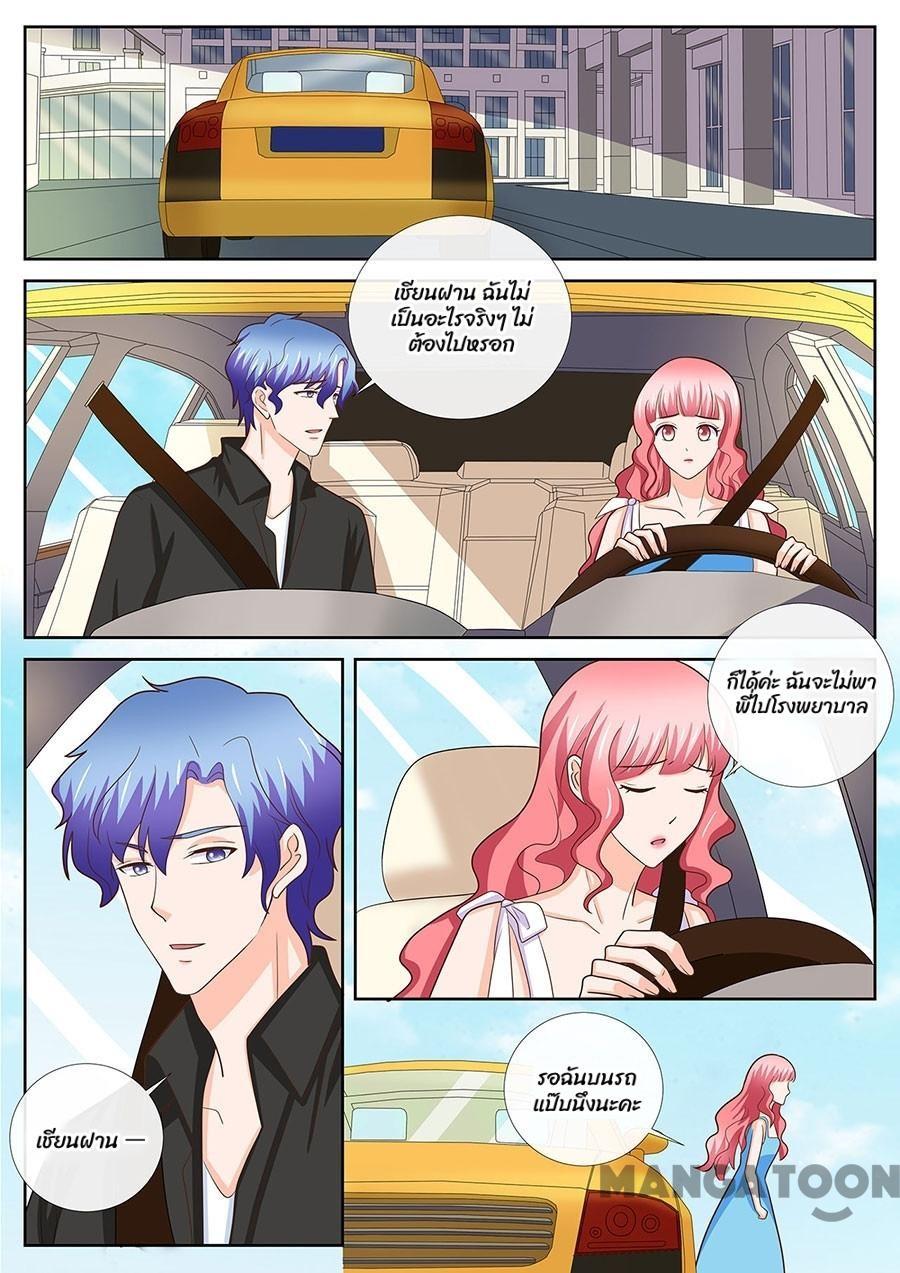 เชียนฝาน ฉันไม่
เป็นอะไรจริงๆ ไม่
ต้องไปหรอก
ก็ได้ค่ะ ฉันจะไม่พา
พี่ไปโรงพยาบาล
เชียนฝาน —
รอฉันบนรถ
แป๊บนึงนะคะ
MANGATOON